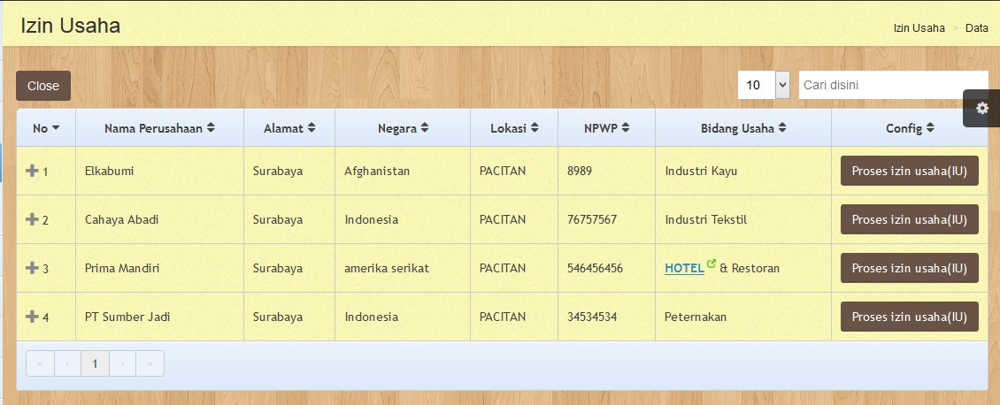 Izin Usaha
Izin Usaha > Data
Close 10 Cari disini
No Nama Perusahaan Alamat Negara Lokasi NPWP Bidang Usaha Config
1 Elkabumi Surabaya Afghanistan PACITAN 8989 Industri Kayu Proses izin usaha(IU)
2 Cahaya Abadi Surabaya Indonesia PACITAN 76757567 Industri Tekstil Proses izin usaha(IU)
3 Prima Mandiri Surabaya amerika serikat PACITAN 546456456 HOTEL & Restoran Proses izin usaha(IU)
4 PT Sumber Jadi Surabaya Indonesia PACITAN 34534534 Peternakan Proses izin usaha(IU)
« ‹ 1 › »